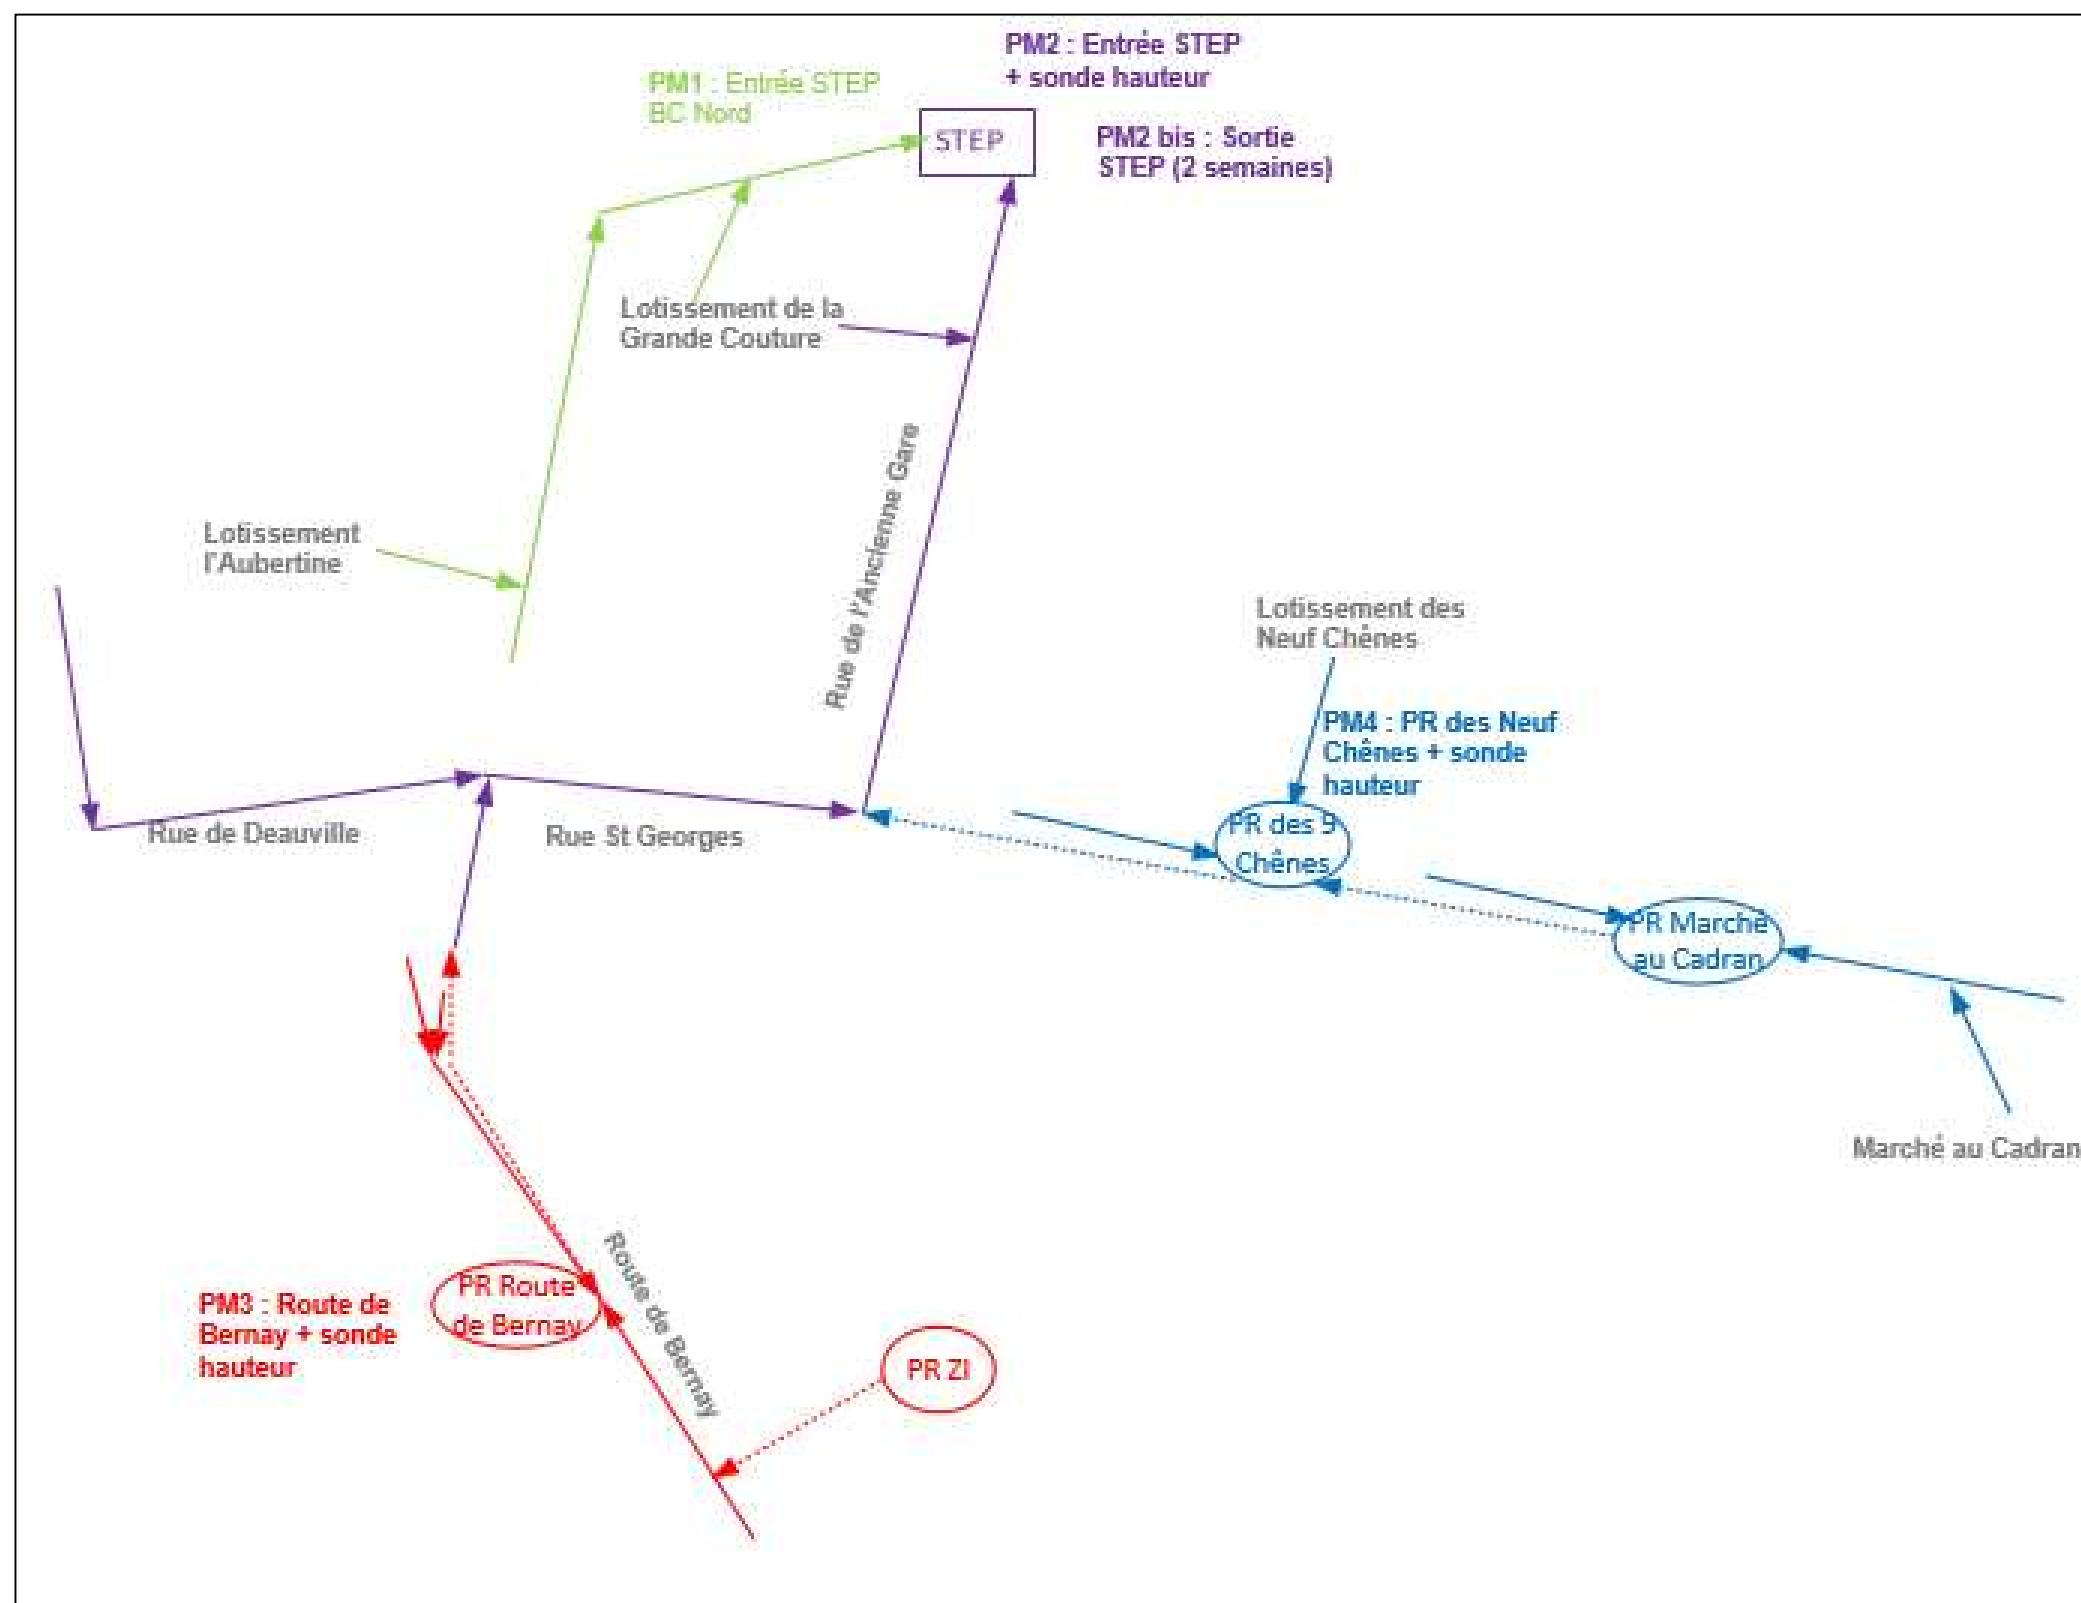 PM2 : Entrée STEP
+ sonde hauteur
PM1 : Entrée STEP
BC Nord
STEP
PM2 bis : Sortie
STEP (2 semaines)
Lotissement de la
Grande Couture
Rue de l'Ancienne Gare
Lotissement
l'Aubertine
Lotissement des
Neuf Chênes
PM4 : PR des Neuf
Chênes + sonde
hauteur
PR des 9
Chênes
Rue de Deauville
Rue St Georges
PR Marché
au Cadran
Marché au Cadran
Route de Bernay
PR Route
de Bernay
PM3 : Route de
Bernay + sonde
hauteur
PR ZI